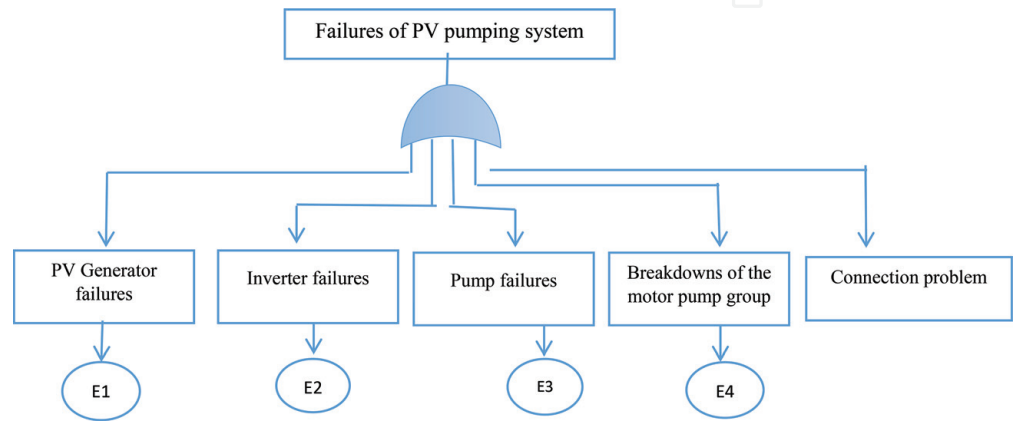 Failures of PV pumping system
PV Generator
failures
Inverter failures
Pump failures
Breakdowns of the
motor pump group
Connection problem
E1
E2
E3
E4